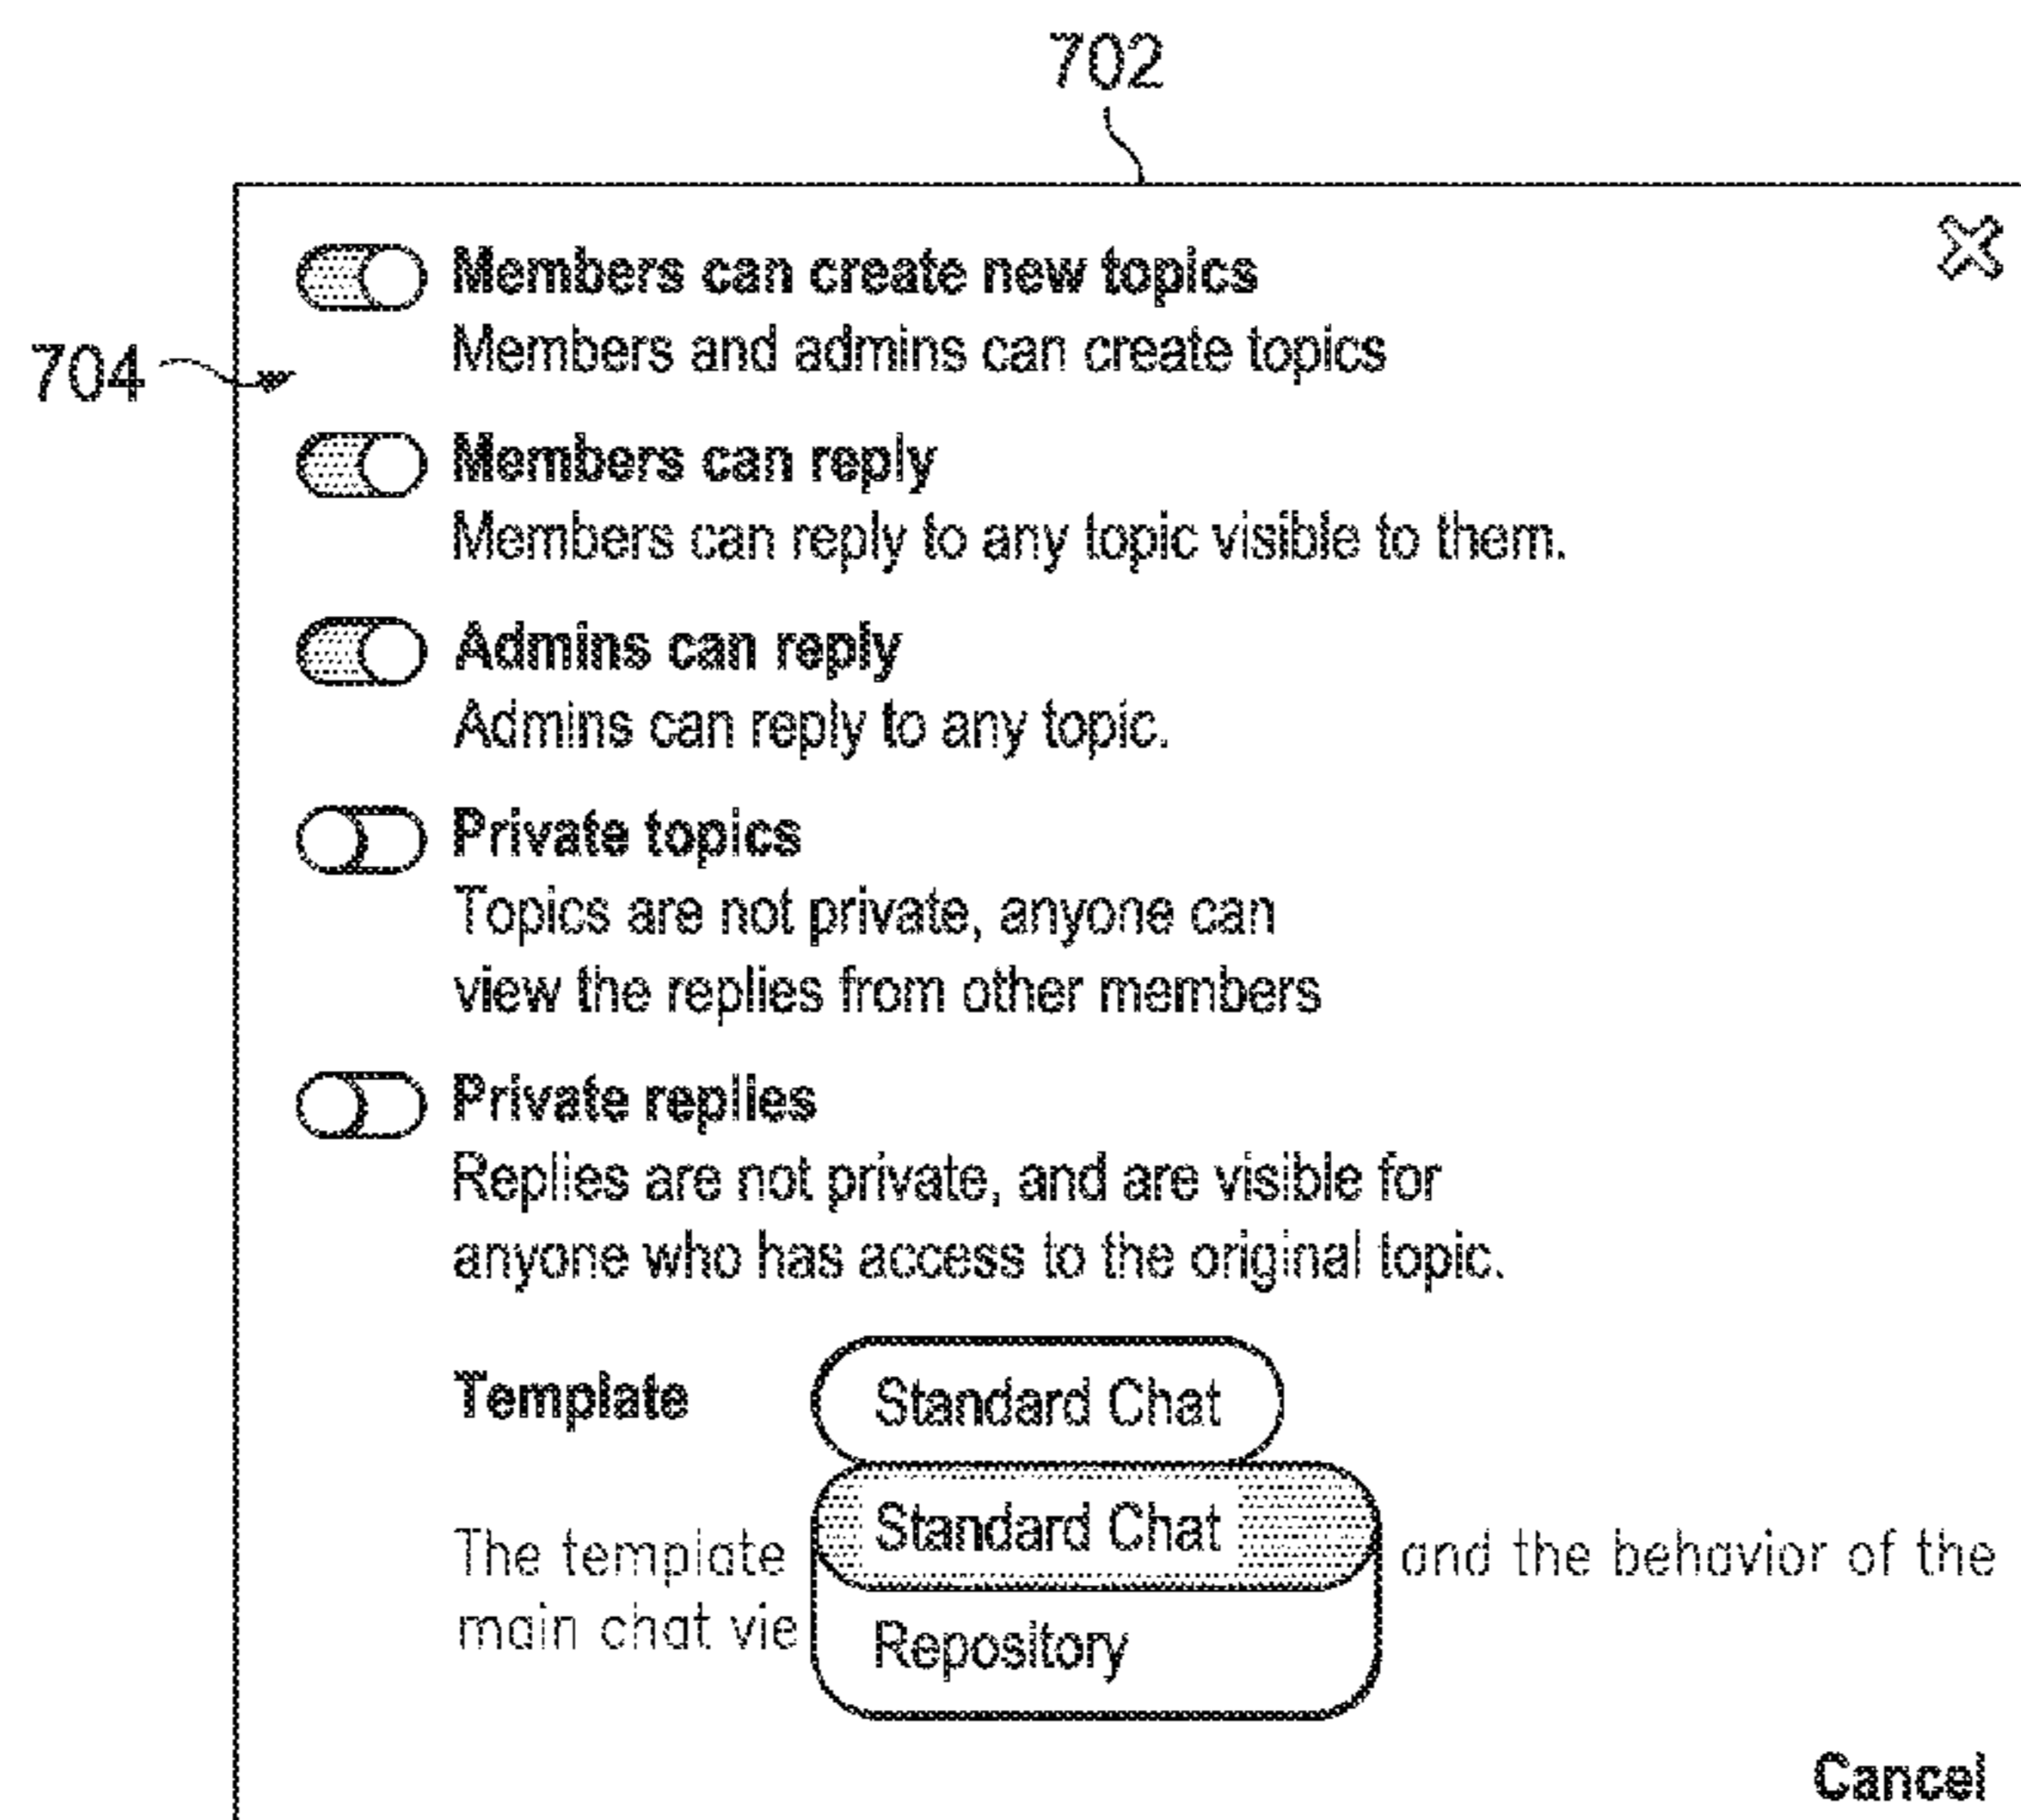 702
Members can create new topics
Members and admins can create topics
704
Members can reply
Members can reply to any topic visible to them.
Admins can reply
Admins can reply to any topic.
Private topics
Topics are not private, anyone can
view the replies from other members
Private replies
Replies are not private, and are visible for
anyone who has access to the original topic.
Template Standard Chat
The template Standard Chat and the behavior of the
main chat vie Repository
Cancel